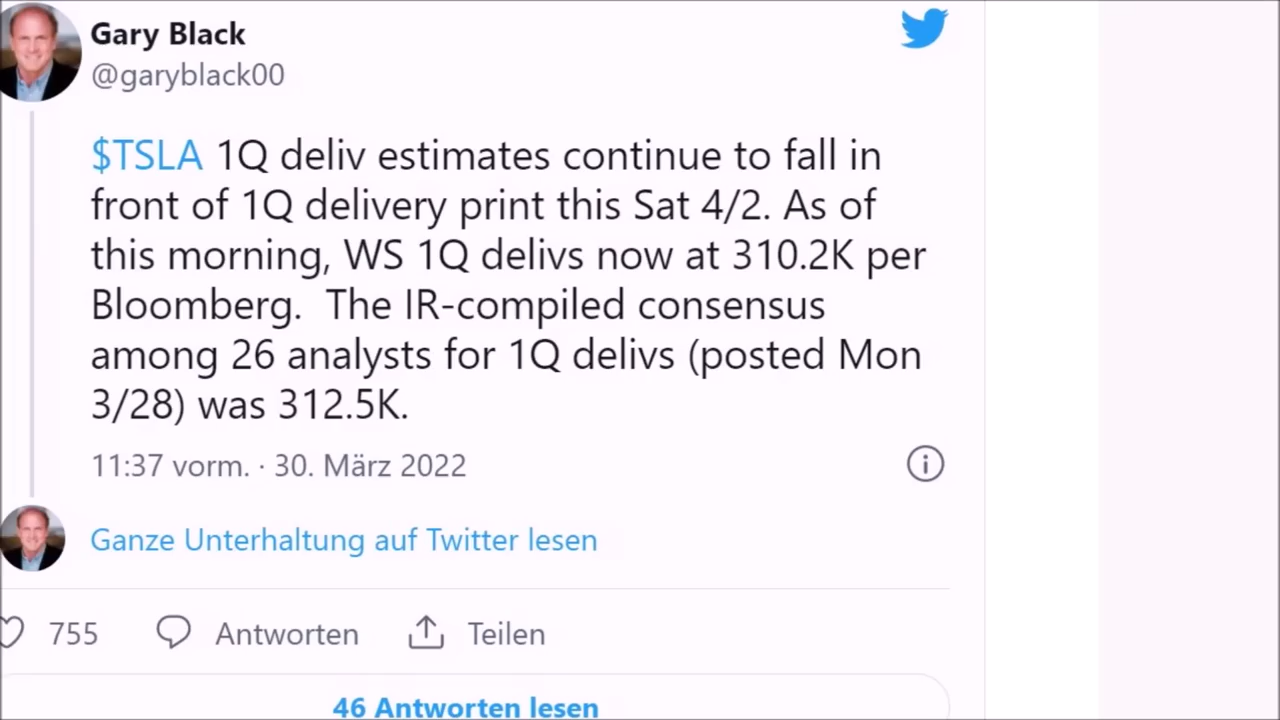 Gary Black
@garyblack00
$TSLA 1Q deliv estimates continue to fall in
front of 1Q delivery print this Sat 4/2. As of
this morning, WS 1Q delivs now at 310.2K per
Bloomberg. The IR-compiled consensus
among 26 analysts for 1Q delivs (posted Mon
3/28) was 312.5K.
11:37 vorm. · 30. März 2022
Ganze Unterhaltung auf Twitter lesen
755 Antworten Teilen
46 Antworten lesen